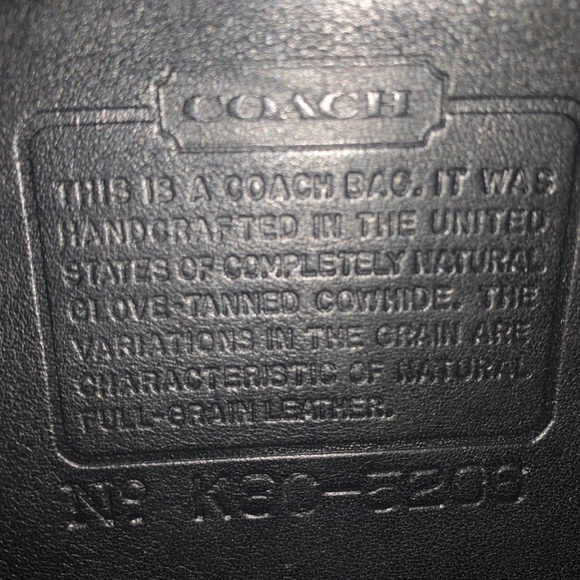 COACH
THIS IS A COACH BAG. IT WAS
HANDCRAFTED IN THE UNITED
STATES OF COMPLETELY NATURAL
GLOVE-TANNED COWHIDE. THE
VARIATIONS IN THE GRAIN ARE
CHARACTERISTIC OF NATURAL
FULL-GRAIN LEATHER.
Nº